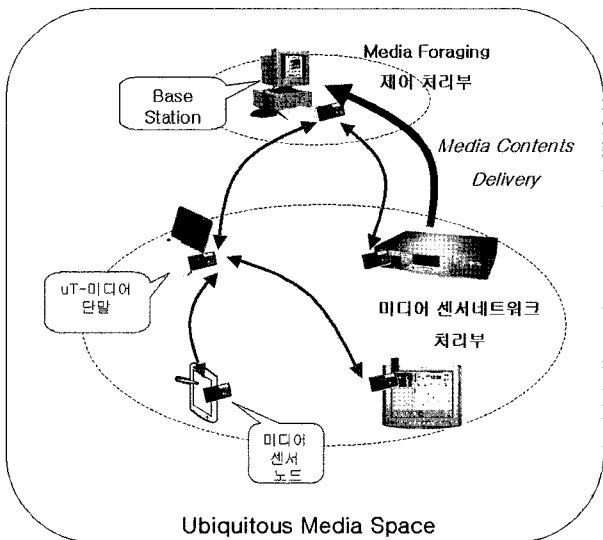 Media Foraging
제어 처리부
Base
Station
Media Contents
Delivery
uT-미디어
단말
미디어 센서네트워크
처리부
미디어
센서
노드
Ubiquitous Media Space